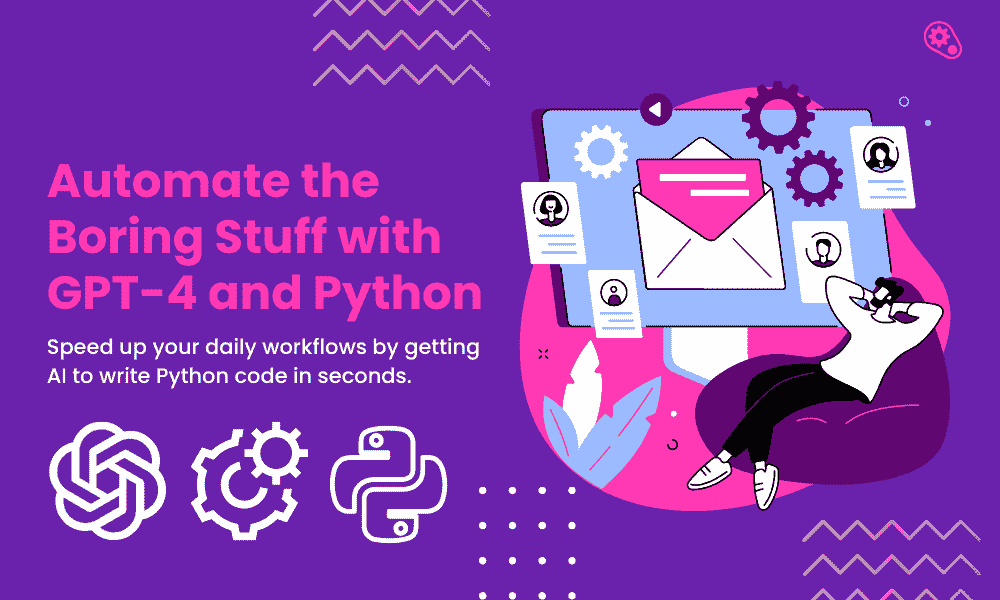 Automate the
Boring Stuff with
GPT-4 and Python
Speed up your daily workflows by getting
AI to write Python code in seconds.